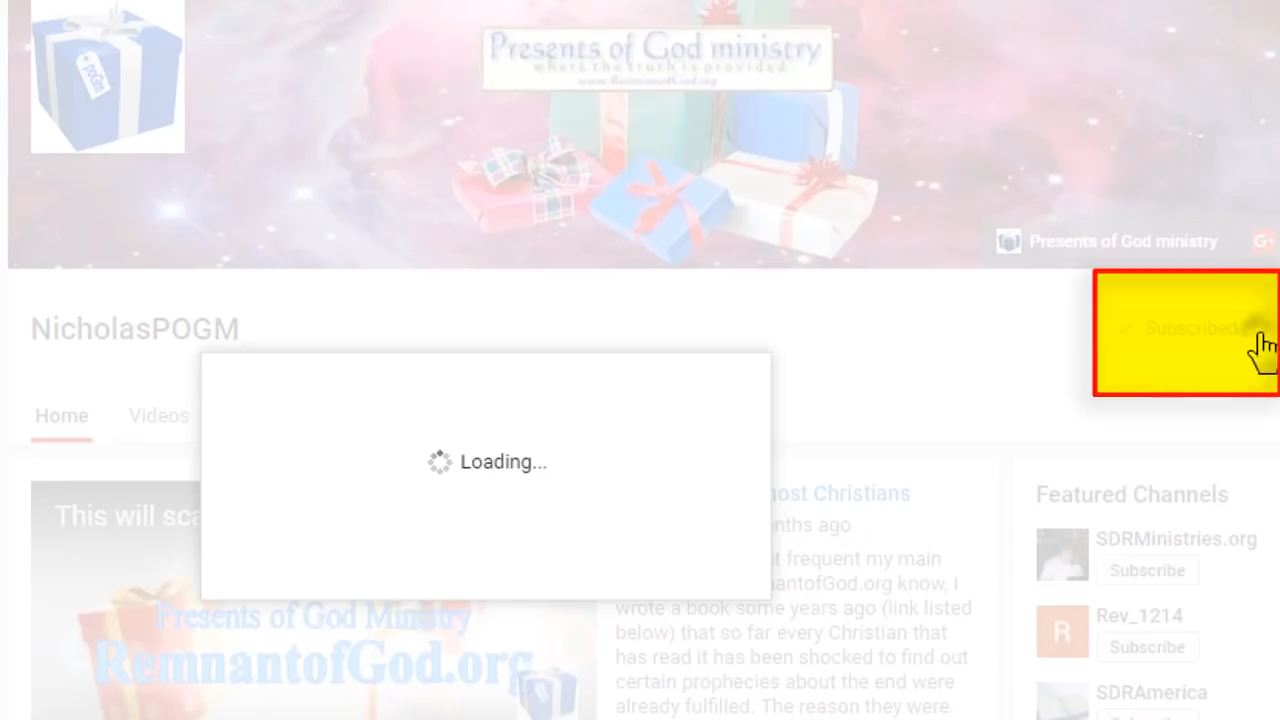 Presents of God ministry
where the truth is provided
www.RemnantofGod.org
POGM
Presents of God ministry
G+
NicholasPOGM
Subscribed
Home
Videos
Loading...
This will
Presents of God Ministry
RemnantofGod.org
most Christians
months ago
t frequent my main
nantofGod.org know, I
wrote a book some years ago (link listed
below) that so far every Christian that
has read it has been shocked to find out
certain prophecies about the end were
already fulfilled. The reason they were
Featured Channels
SDRMinistries.org
Subscribe
R
Rev_1214
Subscribe
SDRAmerica